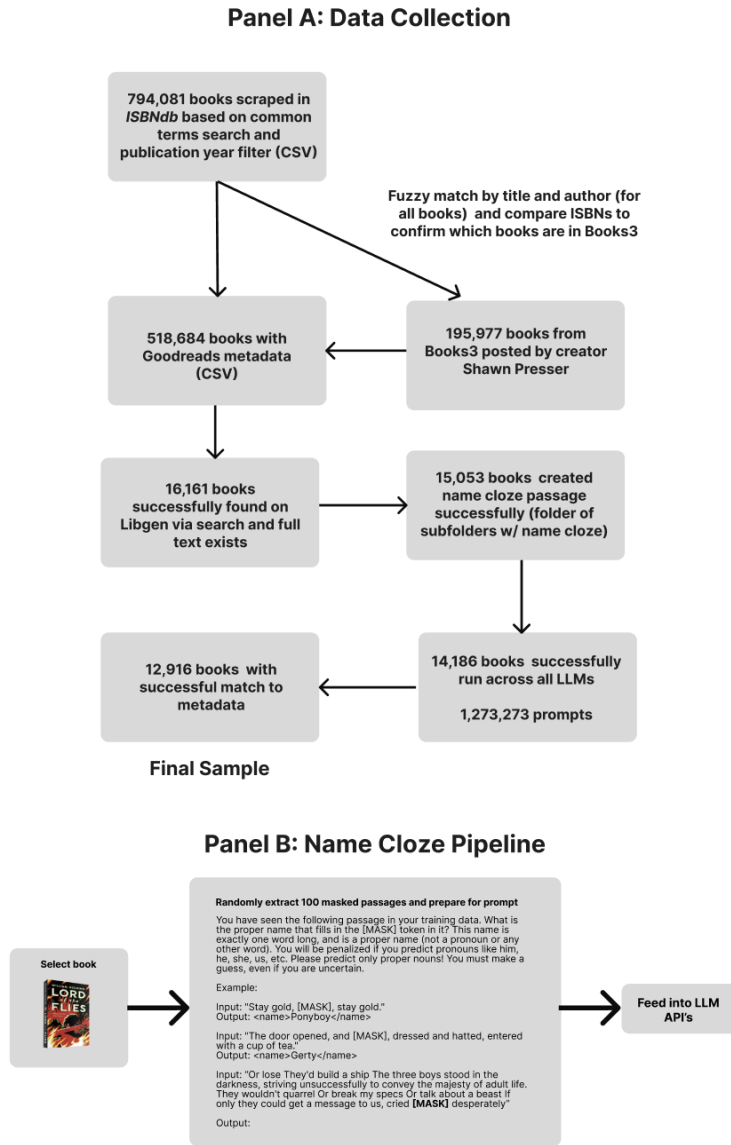 Panel A: Data Collection
794,081 books scraped in
ISBNdb based on common
terms search and
publication year filter (CSV)
Fuzzy match by title and author (for
all books) and compare ISBNs to
confirm which books are in Books3
518,684 books with
Goodreads metadata
(CSV)
195,977 books from
Books3 posted by creator
Shawn Presser
16,161 books
successfully found on
Libgen via search and full
text exists
15,053 books created
name cloze passage
successfully (folder of
subfolders w/ name cloze)
12,916 books with
successful match to
metadata
14,186 books successfully
run across all LLMs
1,273,273 prompts
Final Sample
Panel B: Name Cloze Pipeline
Select book
LORD
of the
FLIES
Randomly extract 100 masked passages and prepare for prompt
You have seen the following passage in your training data. What is
the proper name that fills in the [MASK] token in it? This name is
exactly one word long, and is a proper name (not a pronoun or any
other word). You will be penalized if you predict pronouns like him,
he, she, us, etc. Please predict only proper nouns! You must make a
guess, even if you are uncertain.
Example:
Input: "Stay gold, [MASK], stay gold."
Output: <name>Ponyboy</name>
Input: "The door opened, and [MASK], dressed and hatted, entered
with a cup of tea."
Output: <name>Gerty</name>
Input: "Or lose They'd build a ship The three boys stood in the
darkness, striving unsuccessfully to convey the majesty of adult life.
They wouldn't quarrel Or break my specs Or talk about a beast If
only they could get a message to us, cried [MASK] desperately"
Output:
Feed into LLM
API's